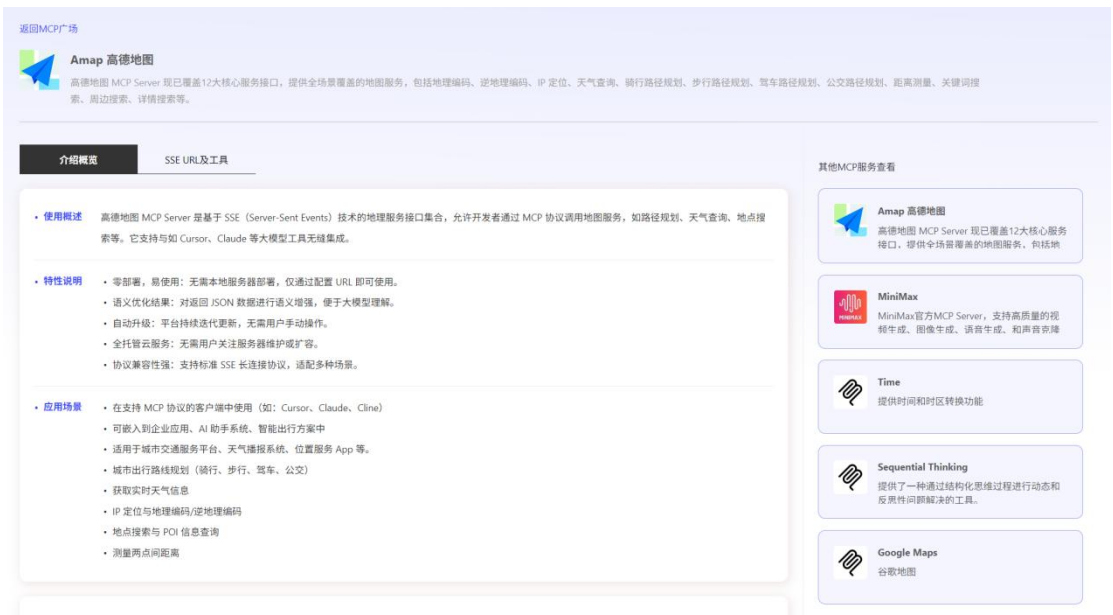 返回MCP广场
Amap 高德地图
高德地图 MCP Server 现已覆盖12大核心服务接口，提供全场景覆盖的地图服务，包括地理编码、逆地理编码、IP 定位、天气查询、骑行路径规划、步行路径规划、驾车路径规划、公交路径规划、距离测量、关键词搜
索、周边搜索、详情搜索等。
介绍概览
SSE URL及工具
• 使用概述
高德地图 MCP Server 是基于 SSE（Server-Sent Events）技术的地理服务接口集合，允许开发者通过 MCP 协议调用地图服务，如路径规划、天气查询、地点搜
索等。它支持与如 Cursor、Claude 等大模型工具无缝集成。
• 特性说明
• 零部署，易使用：无需本地服务器部署，仅通过配置 URL 即可使用。
• 语义优化结果：对返回 JSON 数据进行语义增强，便于大模型理解。
• 自动升级：平台持续迭代更新，无需用户手动操作。
• 全托管云服务：无需用户关注服务器维护或扩容。
• 协议兼容性强：支持标准 SSE 长连接协议，适配多种场景。
• 应用场景
• 在支持 MCP 协议的客户端中使用（如：Cursor、Claude、Cline）
• 可嵌入到企业应用、AI 助手系统、智能出行方案中
• 适用于城市交通服务平台、天气播报系统、位置服务 App 等。
• 城市出行路线规划（骑行、步行、驾车、公交）
• 获取实时天气信息
• IP 定位与地理编码/逆地理编码
• 地点搜索与 POI 信息查询
• 测量两点间距离
其他MCP服务查看
Amap 高德地图
高德地图 MCP Server 现已覆盖12大核心服务
接口，提供全场景覆盖的地图服务，包括地
MINIMAX
MiniMax
MiniMax官方MCP Server，支持高质量的视
频生成、图像生成、语音生成、和声音克隆
Time
提供时间和时区转换功能
Sequential Thinking
提供了一种通过结构化思维过程进行动态和
反思性问题解决的工具。
Google Maps
谷歌地图